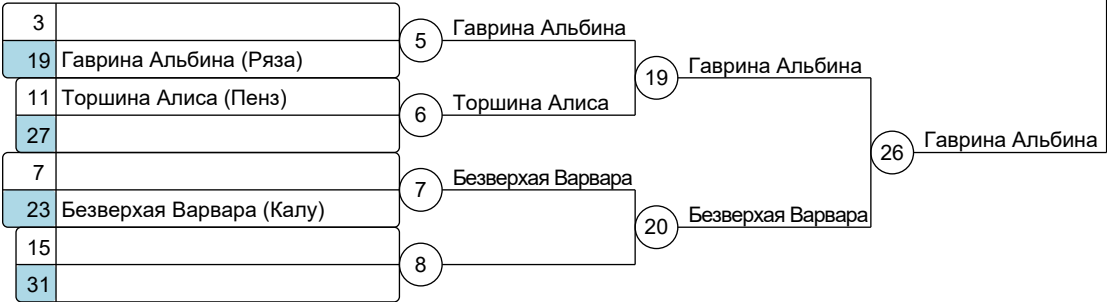 3
19 Гаврина Альбина (Ряза)
5 Гаврина Альбина
11 Торшина Алиса (Пенз)
27
6 Торшина Алиса
19 Гаврина Альбина
7
23 Безверхая Варвара (Калу)
7 Безверхая Варвара
15
31
8
20 Безверхая Варвара
26 Гаврина Альбина